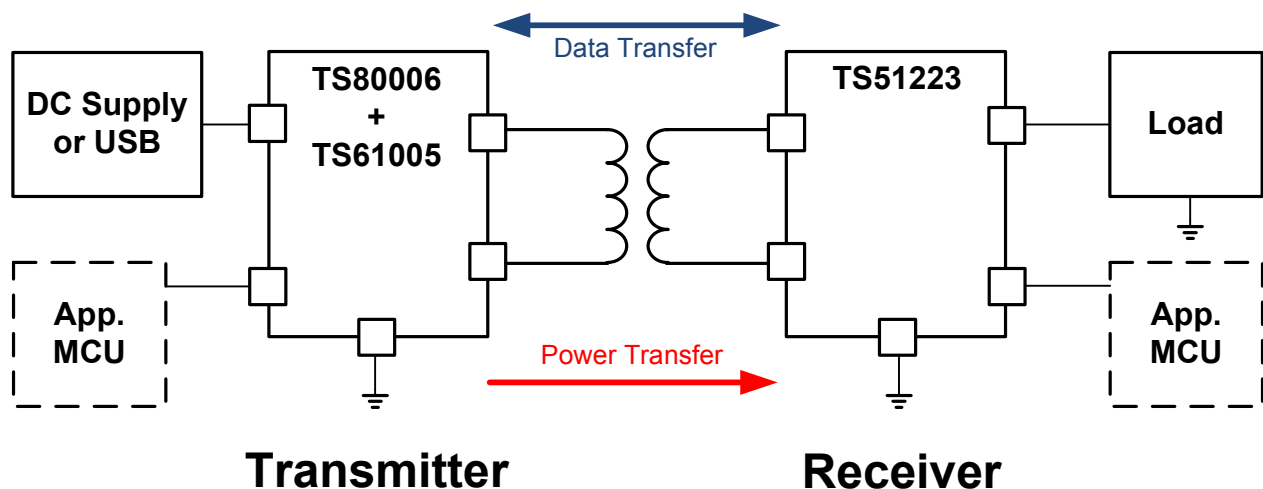 Data Transfer
DC Supply
or USB
TS80006
+
TS61005
TS51223
Load
App.
MCU
App.
MCU
Power Transfer
Transmitter
Receiver